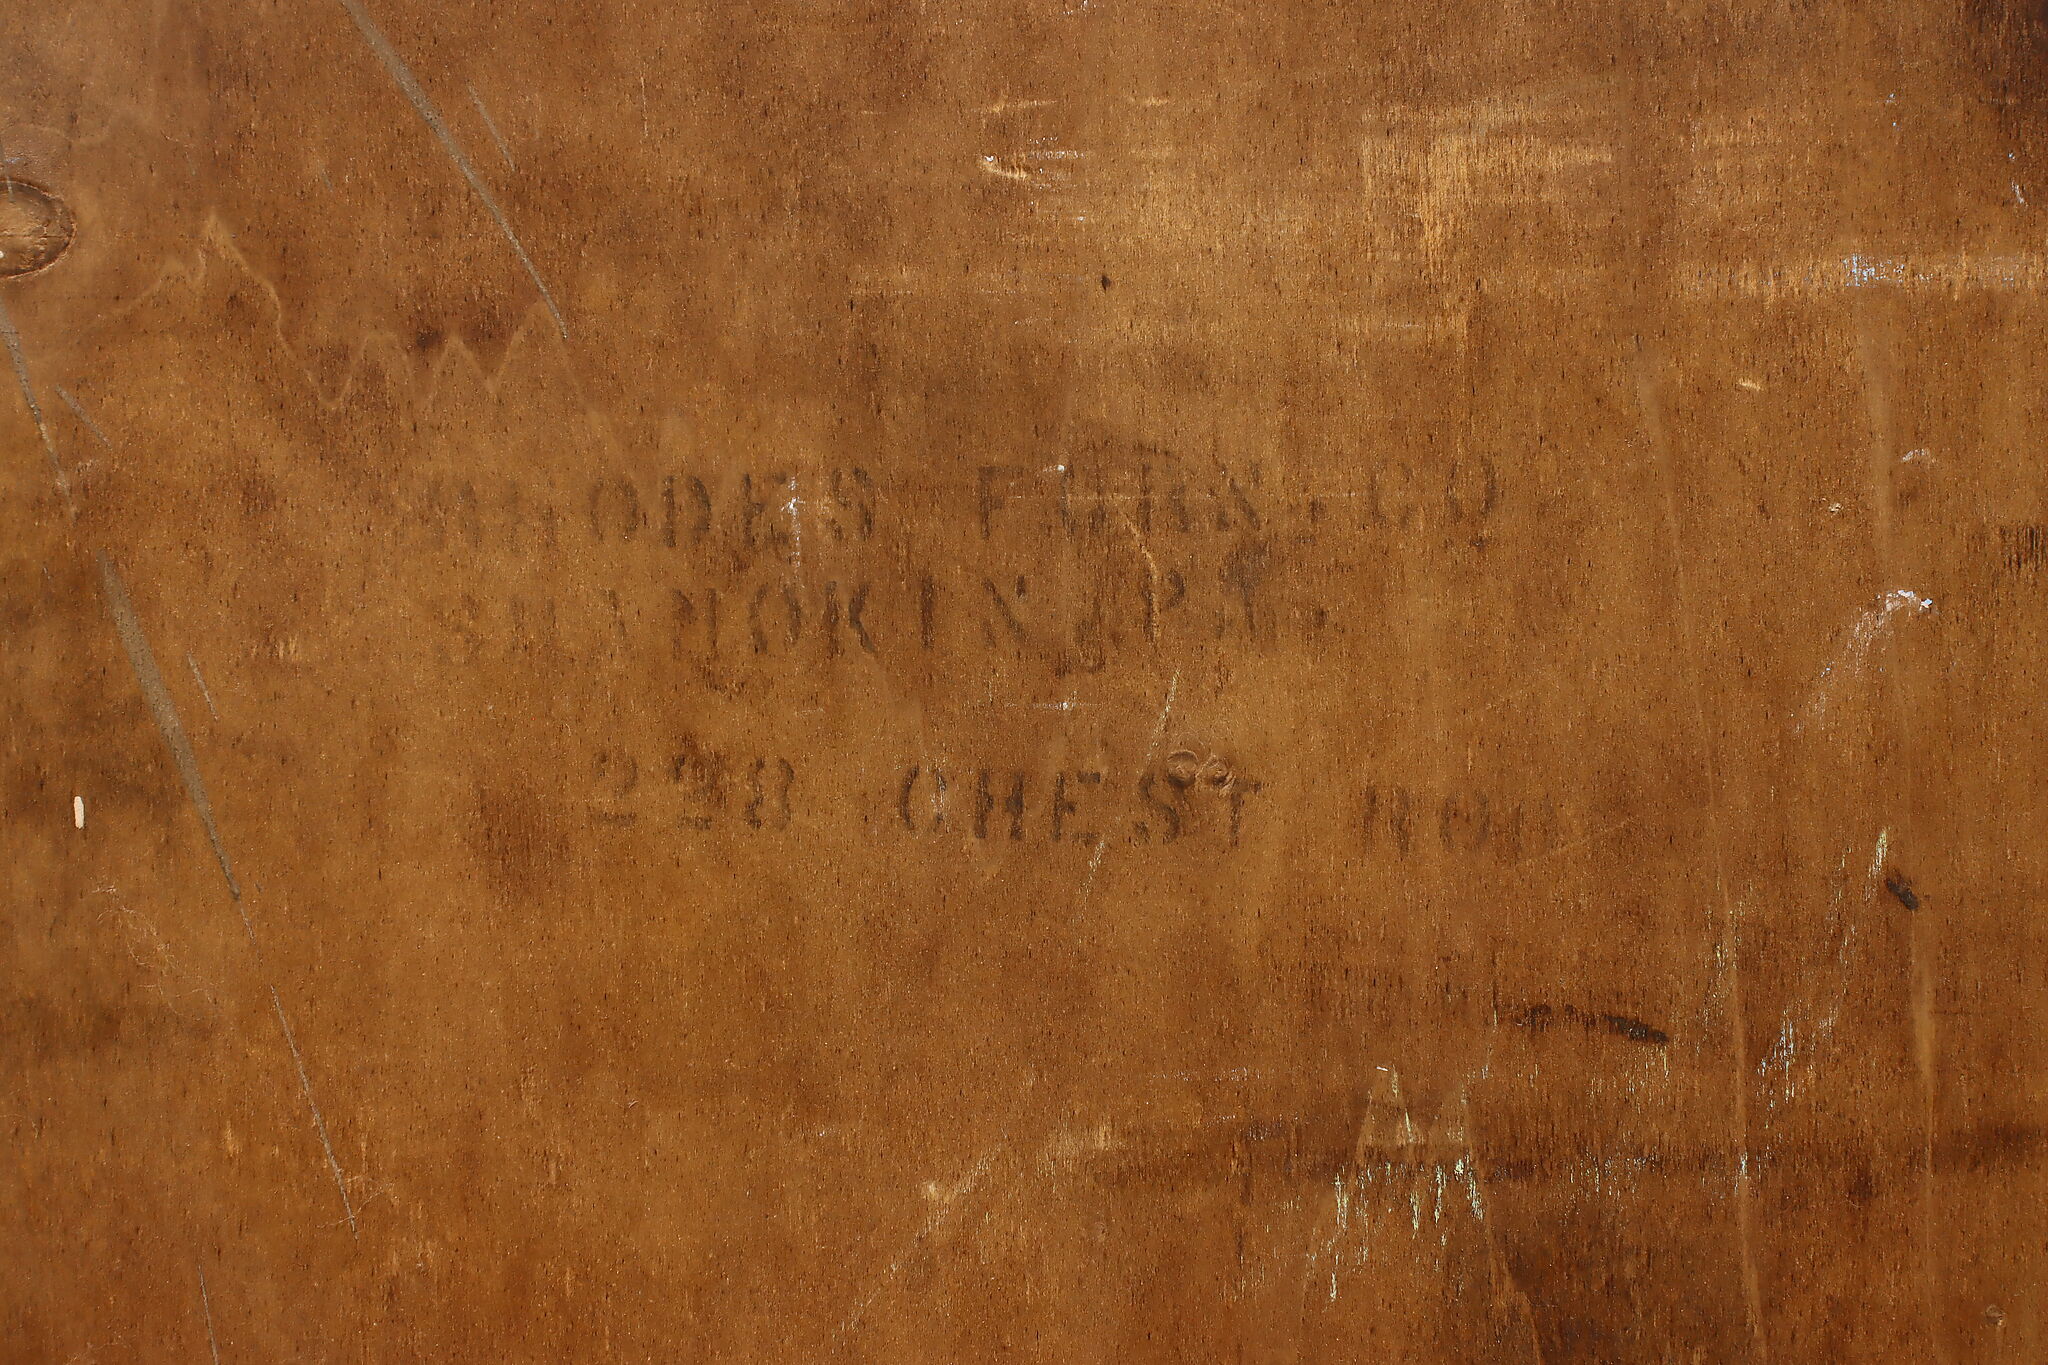 RHODES FURN. CO
SHAMOKIN, PA.
228 CHEST